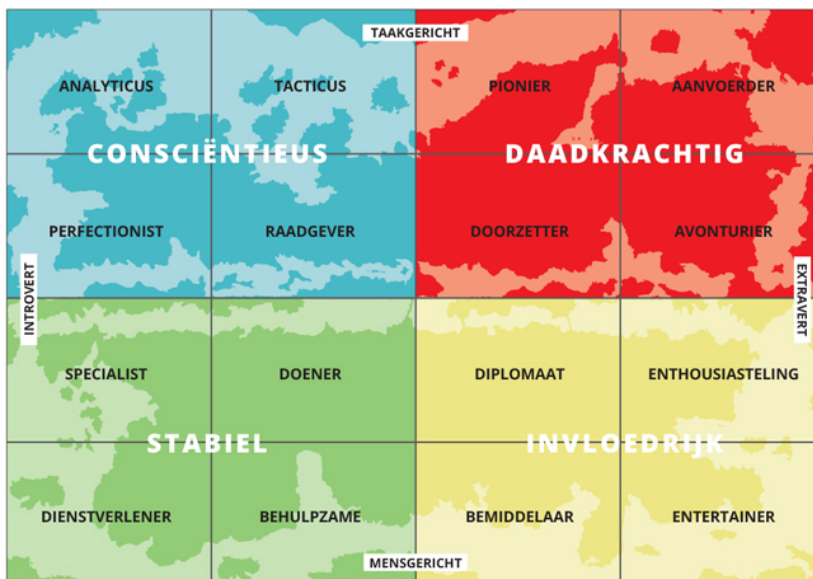 TAAKGERICHT
ANALYTICUS
TACTICUS
PIONIER
AANVOERDER
CONSCIËNTIEUS
DAADKRACHTIG
PERFECTIONIST
RAADGEVER
DOORZETTER
AVONTURIER
INTROVERT
EXTRAVERT
SPECIALIST
DOENER
DIPLOMAAT
ENTHOUSIASTELING
STABIEL
INVLOEDRIJK
DIENSTVERLENER
BEHULPZAME
BEMIDDELAAR
ENTERTAINER
MENSGERICHT